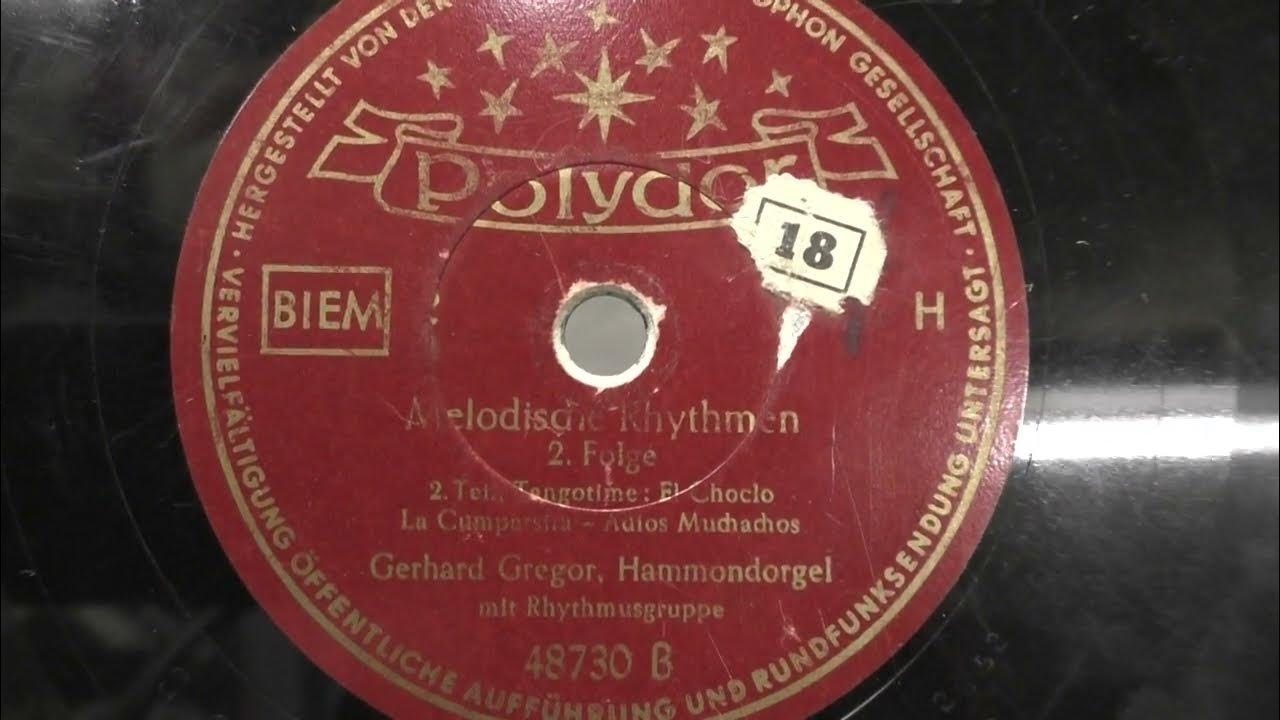 HERGESTELLT VON DER
OPHON GESELLSCHAFT · VERVIELFÄLTIGUNG ÖFFENTLICHE AUFFÜHRUNG UND RUNDFUNKSENDUNG UNTERSAGT ·
Polydor
18
BIEM
H
Melodische Rhythmen
2. Folge
2. Teil. Tangotime: El Choclo
La Cumparsita - Adios Muchachos
Gerhard Gregor, Hammondorgel
mit Rhythmusgruppe
48730 B